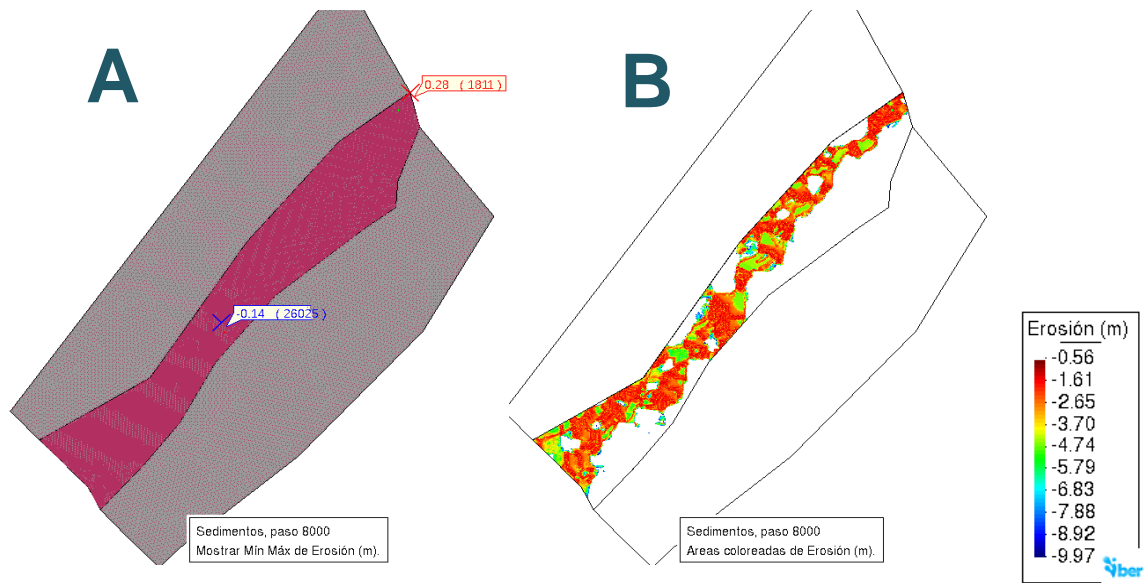 A
B
0.28 ( 1811 )
-0.14 ( 26025 )
Sedimentos, paso 8000
Mostrar Mín Máx de Erosión (m).
Sedimentos, paso 8000
Areas coloreadas de Erosión (m).
Erosión (m)
-0.56
-1.61
-2.65
-3.70
-4.74
-5.79
-6.83
-7.88
-8.92
-9.97
iber